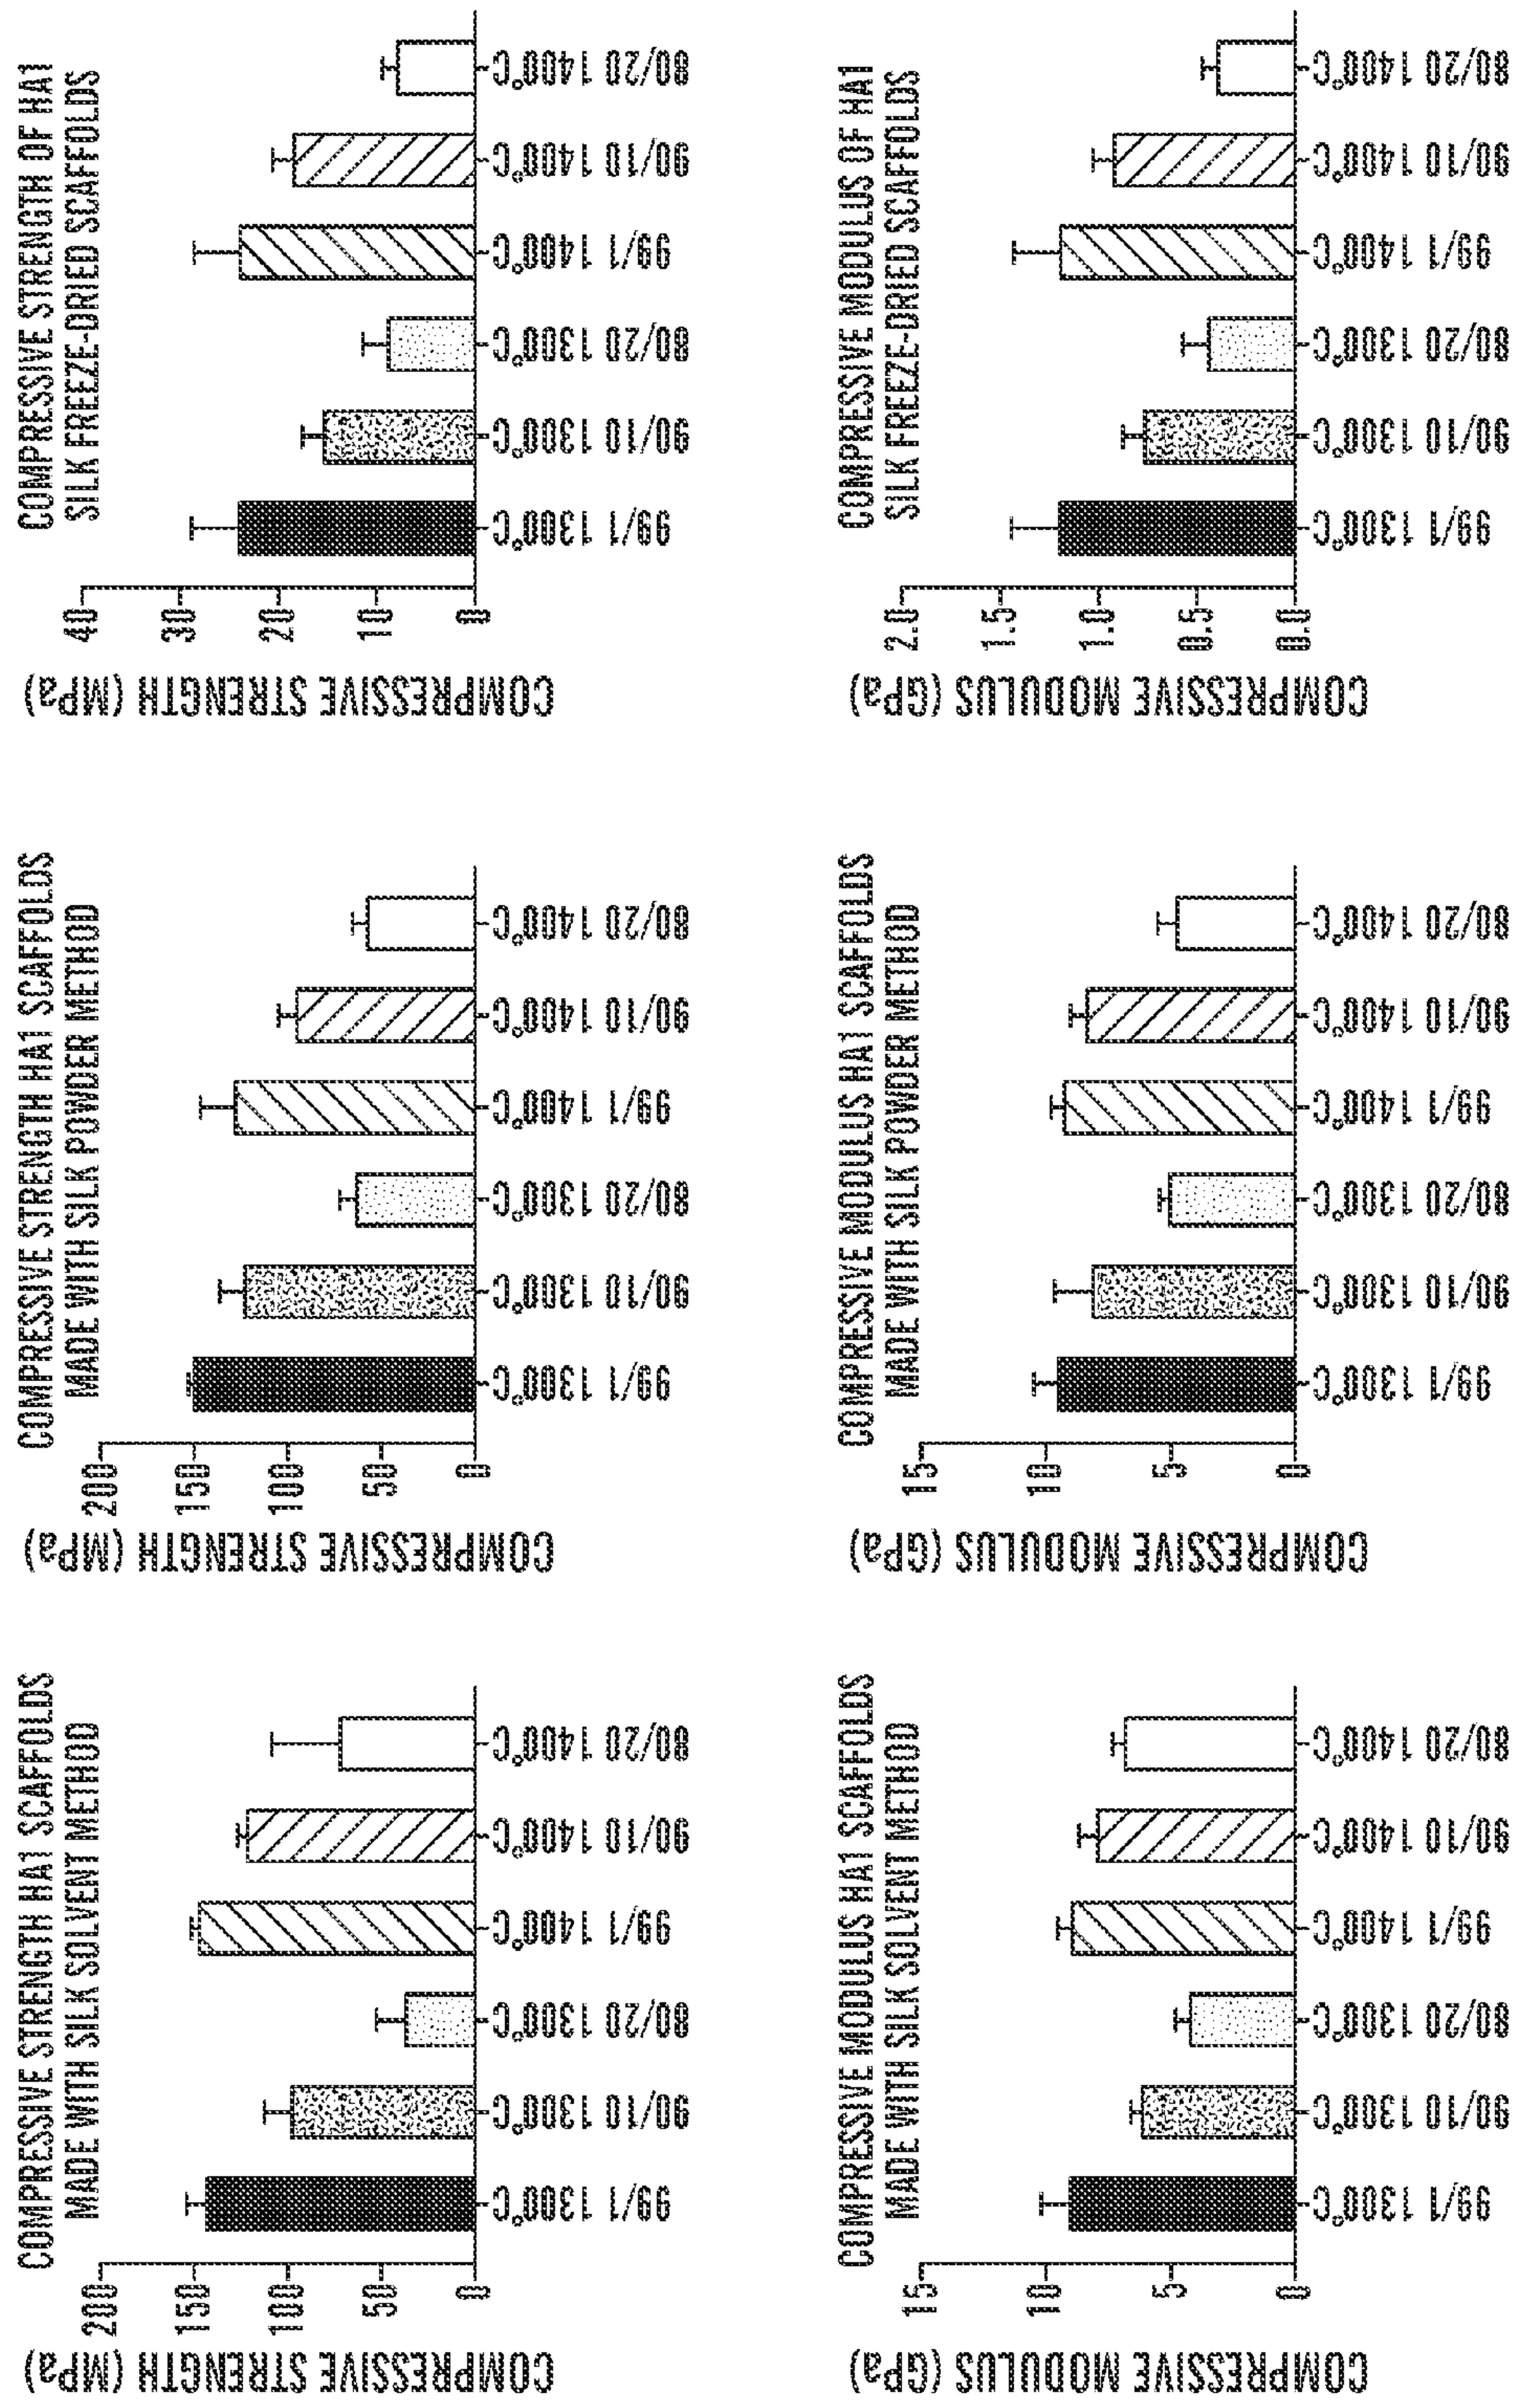 COMPRESSIVE STRENGTH HA1 SCAFFOLDS
MADE WITH SILK SOLVENT METHOD
COMPRESSIVE STRENGTH (MPa)
200
150
100
50
0
99/1 1300°C
90/10 1300°C
80/20 1300°C
99/1 1400°C
90/10 1400°C
80/20 1400°C
COMPRESSIVE STRENGTH HA1 SCAFFOLDS
MADE WITH SILK POWDER METHOD
COMPRESSIVE STRENGTH (MPa)
200
150
100
50
0
99/1 1300°C
90/10 1300°C
80/20 1300°C
99/1 1400°C
90/10 1400°C
80/20 1400°C
COMPRESSIVE STRENGTH OF HA1
SILK FREEZE-DRIED SCAFFOLDS
COMPRESSIVE STRENGTH (MPa)
40
30
20
10
0
99/1 1300°C
90/10 1300°C
80/20 1300°C
99/1 1400°C
90/10 1400°C
80/20 1400°C
COMPRESSIVE MODULUS HA1 SCAFFOLDS
MADE WITH SILK SOLVENT METHOD
COMPRESSIVE MODULUS (GPa)
15
10
5
0
99/1 1300°C
90/10 1300°C
80/20 1300°C
99/1 1400°C
90/10 1400°C
80/20 1400°C
COMPRESSIVE MODULUS HA1 SCAFFOLDS
MADE WITH SILK POWDER METHOD
COMPRESSIVE MODULUS (GPa)
15
10
5
0
99/1 1300°C
90/10 1300°C
80/20 1300°C
99/1 1400°C
90/10 1400°C
80/20 1400°C
COMPRESSIVE MODULUS OF HA1
SILK FREEZE-DRIED SCAFFOLDS
COMPRESSIVE MODULUS (GPa)
2.0
1.5
1.0
0.5
0.0
99/1 1300°C
90/10 1300°C
80/20 1300°C
99/1 1400°C
90/10 1400°C
80/20 1400°C